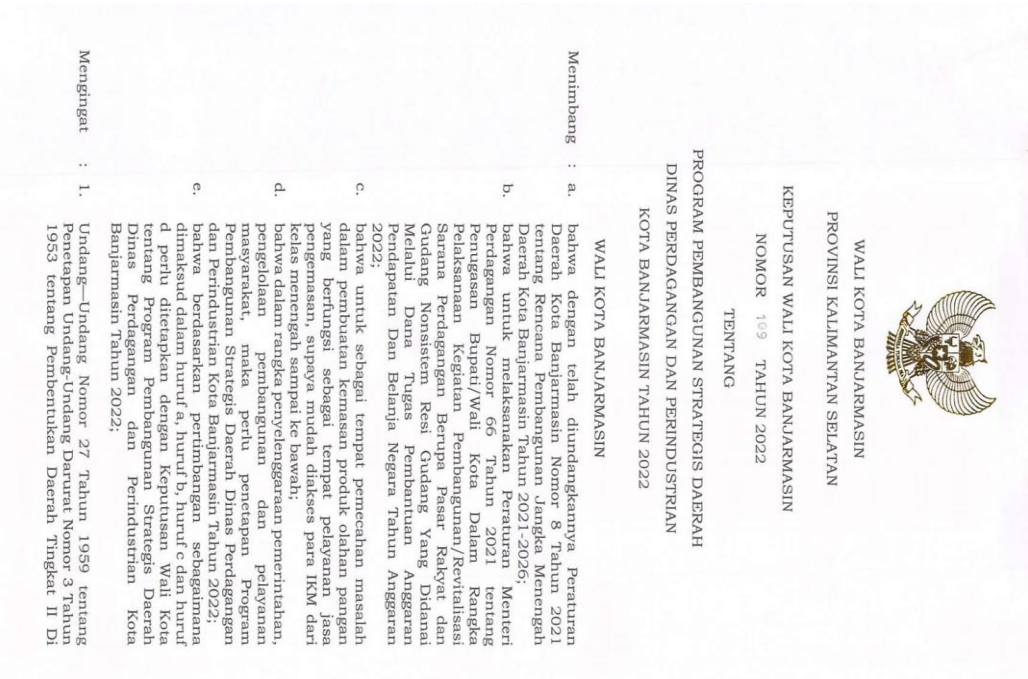 WALI KOTA BANJARMASIN
PROVINSI KALIMANTAN SELATAN
KEPUTUSAN WALI KOTA BANJARMASIN
NOMOR 109 TAHUN 2022
TENTANG
PROGRAM PEMBANGUNAN STRATEGIS DAERAH
DINAS PERDAGANGAN DAN PERINDUSTRIAN
KOTA BANJARMASIN TAHUN 2022
WALI KOTA BANJARMASIN
Menimbang : a. bahwa dengan telah diundangkannya Peraturan
Daerah Kota Banjarmasin Nomor 8 Tahun 2021
tentang Rencana Pembangunan Jangka Menengah
Daerah Kota Banjarmasin Tahun 2021-2026;
b. bahwa untuk melaksanakan Peraturan Menteri
Perdagangan Nomor 66 Tahun 2021 tentang
Penugasan Bupati/Wali Kota Dalam Rangka
Pelaksanaan Kegiatan Pembangunan/Revitalisasi
Sarana Perdagangan Berupa Pasar Rakyat dan
Gudang Nonsistem Resi Gudang Yang Didanai
Melalui Dana Tugas Pembantuan Anggaran
Pendapatan Dan Belanja Negara Tahun Anggaran
2022;
c. bahwa untuk sebagai tempat pemecahan masalah
dalam pembuatan kemasan produk olahan pangan
yang berfungsi sebagai tempat pelayanan jasa
pengemasan, supaya mudah diakses para IKM dari
kelas menengah sampai ke bawah;
d. bahwa dalam rangka penyelenggaraan pemerintahan,
pengelolaan pembangunan dan pelayanan
masyarakat, maka perlu penetapan Program
Pembangunan Strategis Daerah Dinas Perdagangan
dan Perindustrian Kota Banjarmasin Tahun 2022;
e. bahwa berdasarkan pertimbangan sebagaimana
dimaksud dalam huruf a, huruf b, huruf c dan huruf
d perlu ditetapkan dengan Keputusan Wali Kota
tentang Program Pembangunan Strategis Daerah
Dinas Perdagangan dan Perindustrian Kota
Banjarmasin Tahun 2022;
Mengingat : 1. Undang—Undang Nomor 27 Tahun 1959 tentang
Penetapan Undang-Undang Darurat Nomor 3 Tahun
1953 tentang Pembentukan Daerah Tingkat II Di